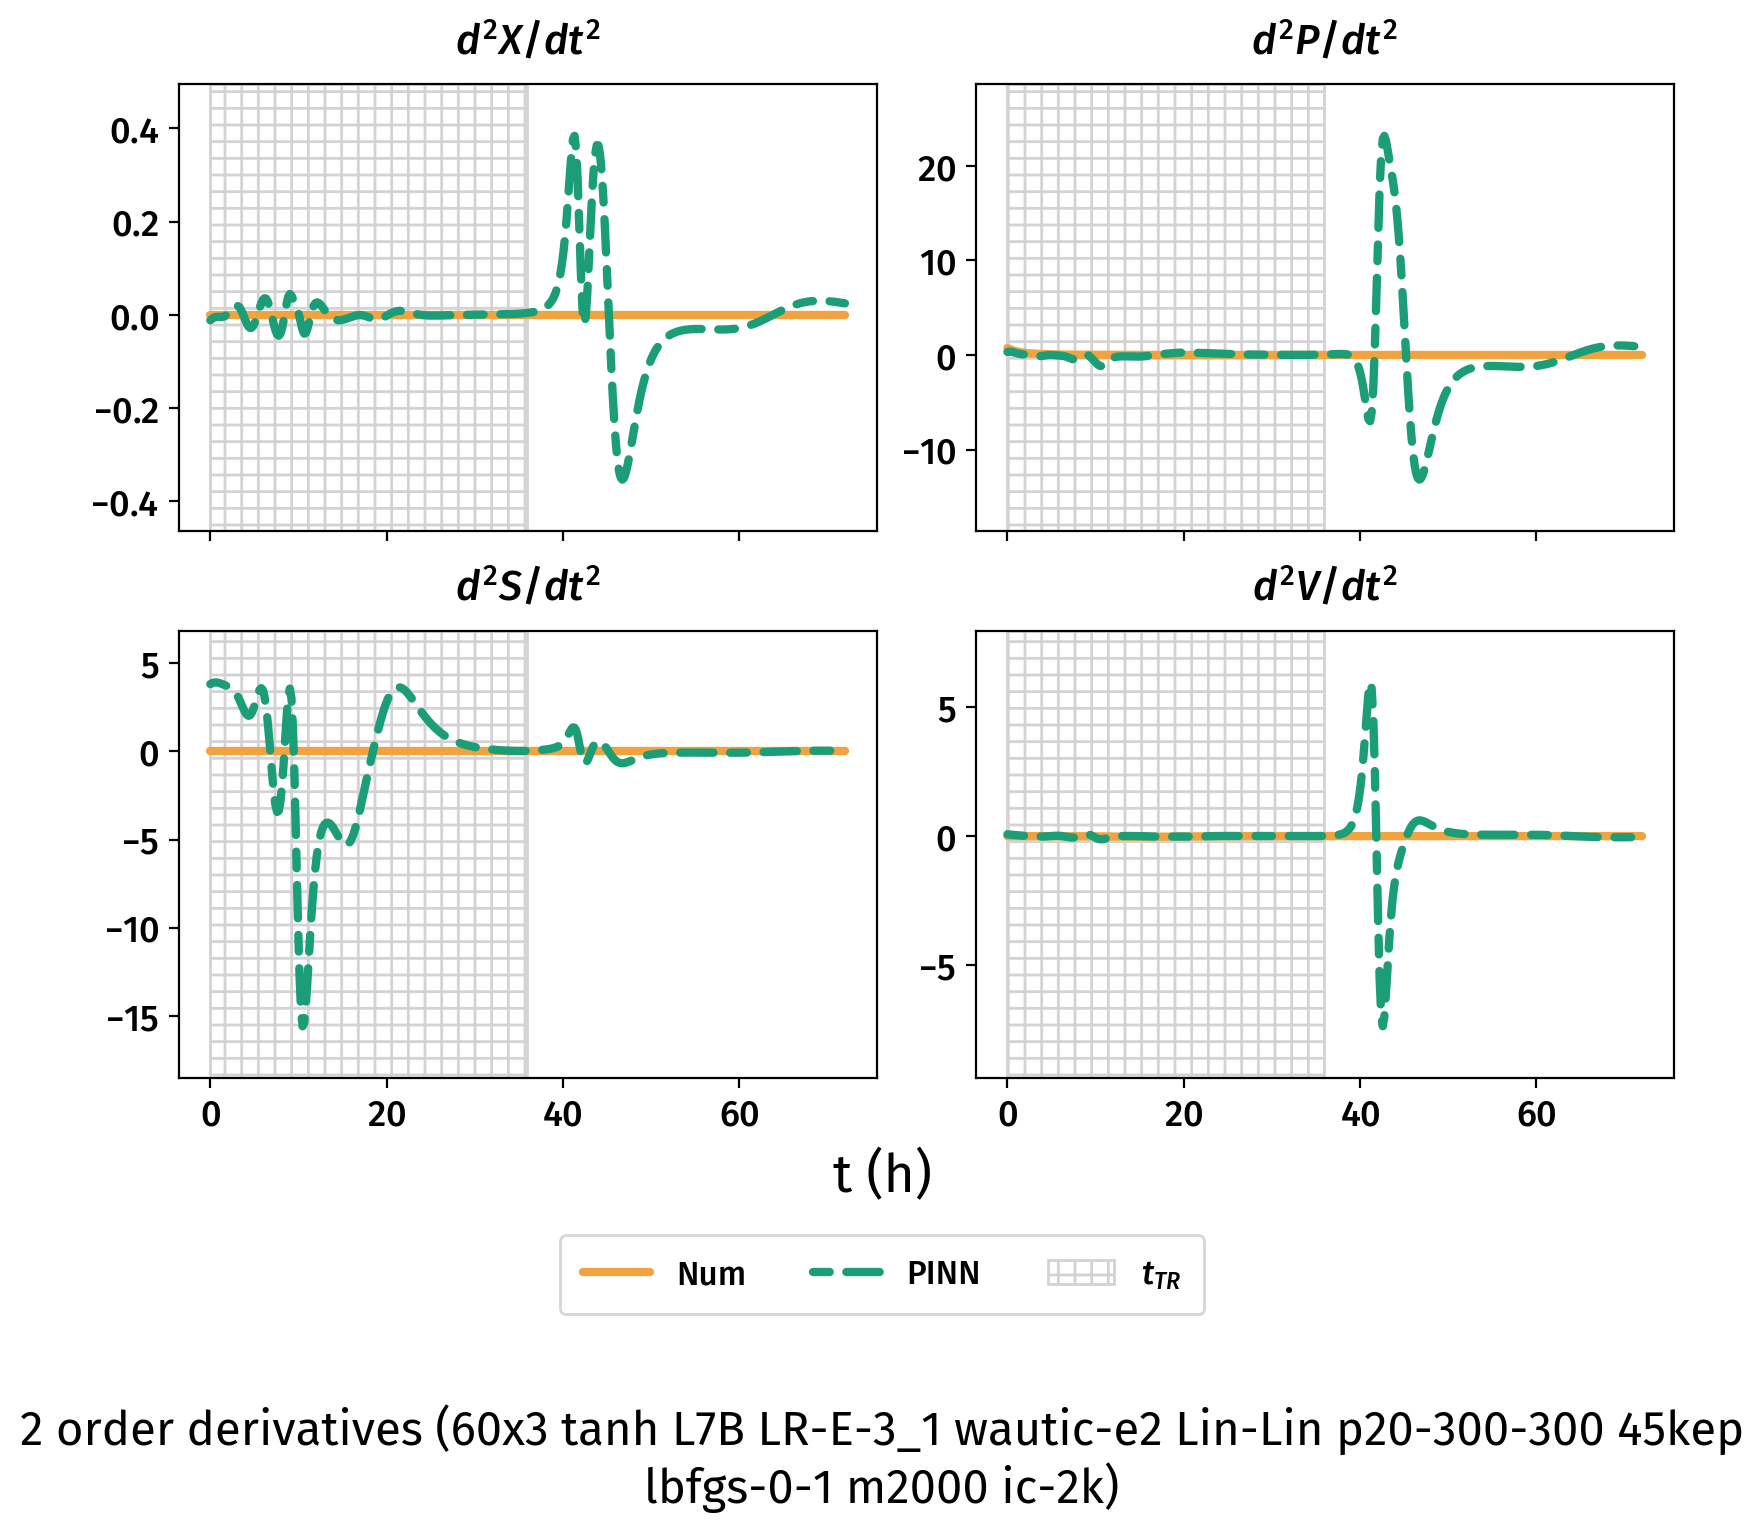 d²X/dt²
d²P/dt²
0.4
0.2
0.0
−0.2
−0.4
20
10
0
−10
d²S/dt²
d²V/dt²
5
0
−5
−10
−15
0
20
40
60
5
0
−5
0
20
40
60
t (h)
Num
PINN
t_TR
2 order derivatives (60x3 tanh L7B LR-E-3_1 wautic-e2 Lin-Lin p20-300-300 45kep
lbfgs-0-1 m2000 ic-2k)